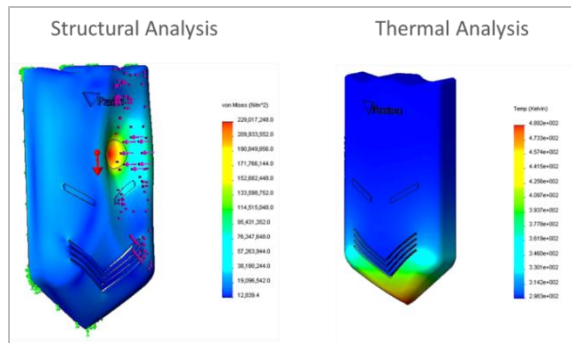 Structural Analysis
Thermal Analysis
von Mises (N/m^2)
229,017,248.0
209,933,552.0
190,849,856.0
171,766,144.0
152,682,448.0
133,598,752.0
114,515,048.0
95,431,352.0
76,347,648.0
57,263,944.0
38,180,244.0
19,096,542.0
12,839.4
Temp (Kelvin)
4.892e+002
4.733e+002
4.574e+002
4.415e+002
4.256e+002
4.097e+002
3.937e+002
3.778e+002
3.619e+002
3.460e+002
3.301e+002
3.142e+002
2.983e+002